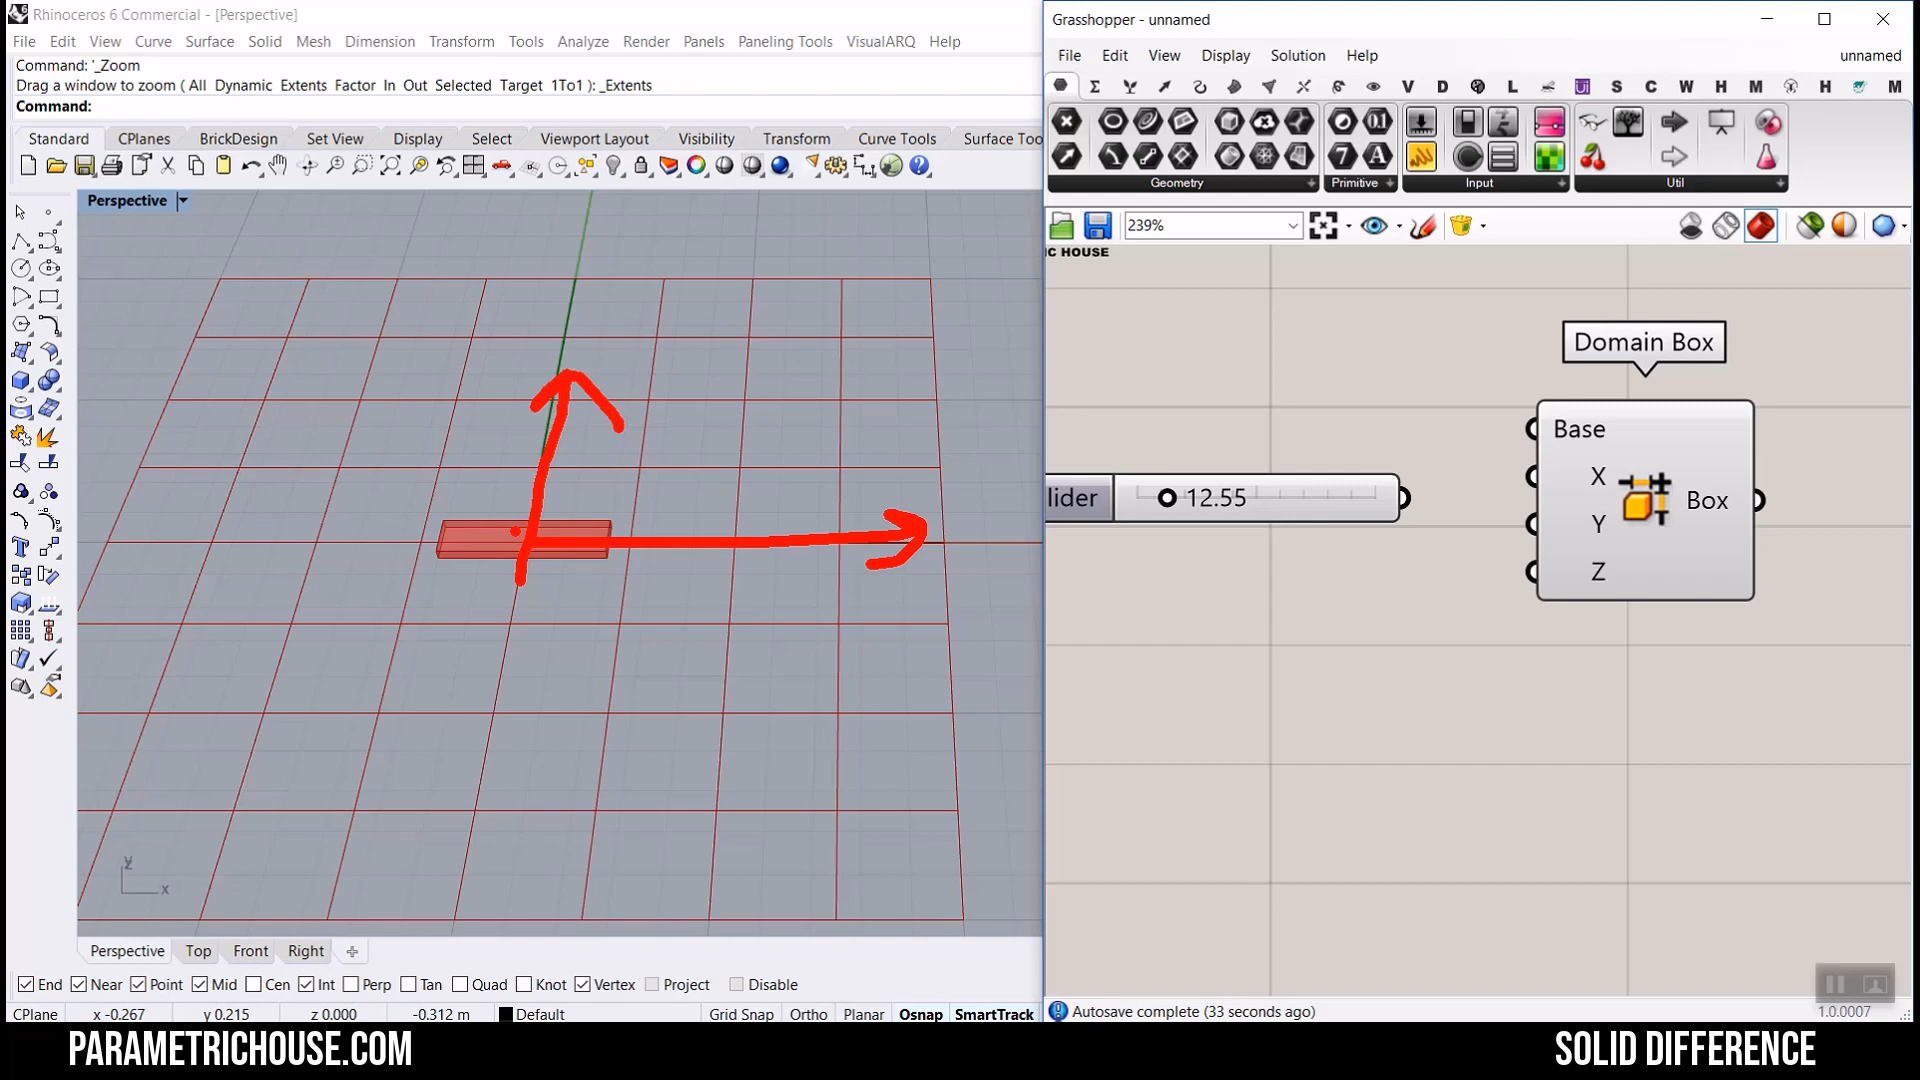 Rhinoceros 6 Commercial - [Perspective]
File Edit View Curve Surface Solid Mesh Dimension Transform Tools Analyze Render Panels Paneling Tools VisualARQ Help
Command: '_Zoom
Drag a window to zoom ( All Dynamic Extents Factor In Out Selected Target 1To1 ): _Extents
Command:
Standard CPlanes BrickDesign Set View Display Select Viewport Layout Visibility Transform Curve Tools Surface Too
Perspective
z
x
Perspective Top Front Right
End Near Point Mid Cen Int Perp Tan Quad Knot Vertex Project Disable
CPlane x -0.267 y 0.215 z 0.000 -0.312 m Default Grid Snap Ortho Planar Osnap SmartTrack
Grasshopper - unnamed
File Edit View Display Solution Help unnamed
V D L S C W H M H M
Geometry Primitive Input Util
239%
IC HOUSE
Domain Box
Base
X
Y
Z
Box
lider 12.55
Autosave complete (33 seconds ago) 1.0.0007
PARAMETRICHOUSE.COM SOLID DIFFERENCE